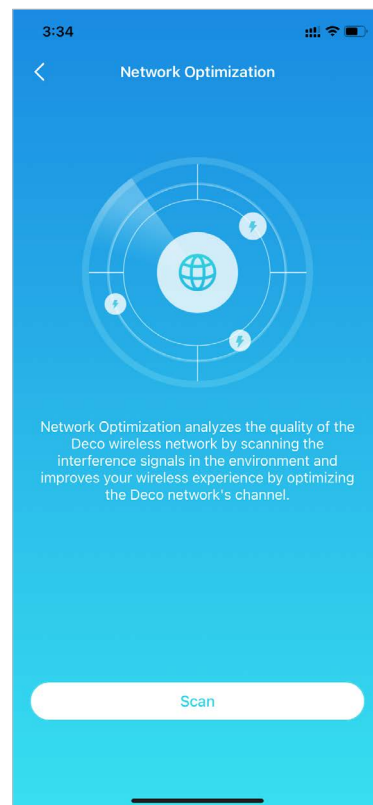 3:34
Network Optimization
Network Optimization analyzes the quality of the
Deco wireless network by scanning the
interference signals in the environment and
improves your wireless experience by optimizing
the Deco network's channel.
Scan